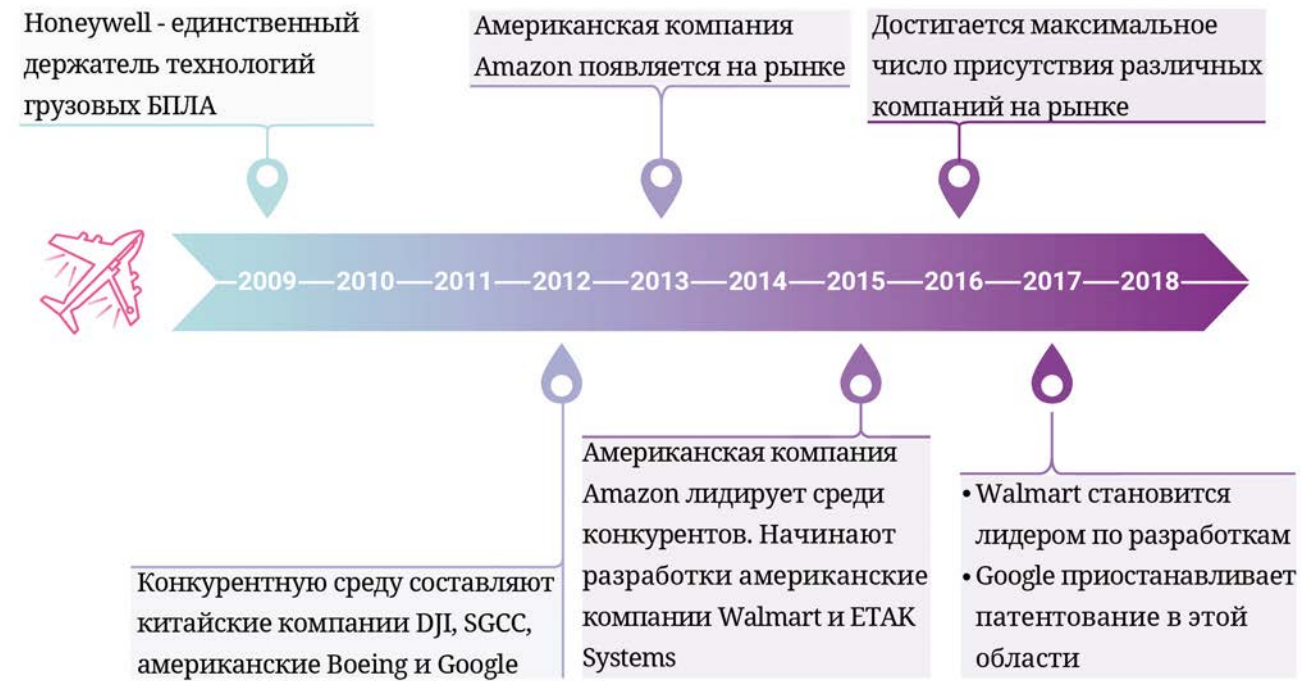 Honeywell - единственный
держатель технологий
грузовых БПЛА
Американская компания
Amazon появляется на рынке
Достигается максимальное
число присутствия различных
компаний на рынке
2009 2010 2011 2012 2013 2014 2015 2016 2017 2018
Конкурентную среду составляют
китайские компании DJI, SGCC,
американские Boeing и Google
Американская компания
Amazon лидирует среди
конкурентов. Начинают
разработки американские
компании Walmart и ETAK
Systems
• Walmart становится
лидером по разработкам
• Google приостанавливает
патентование в этой
области